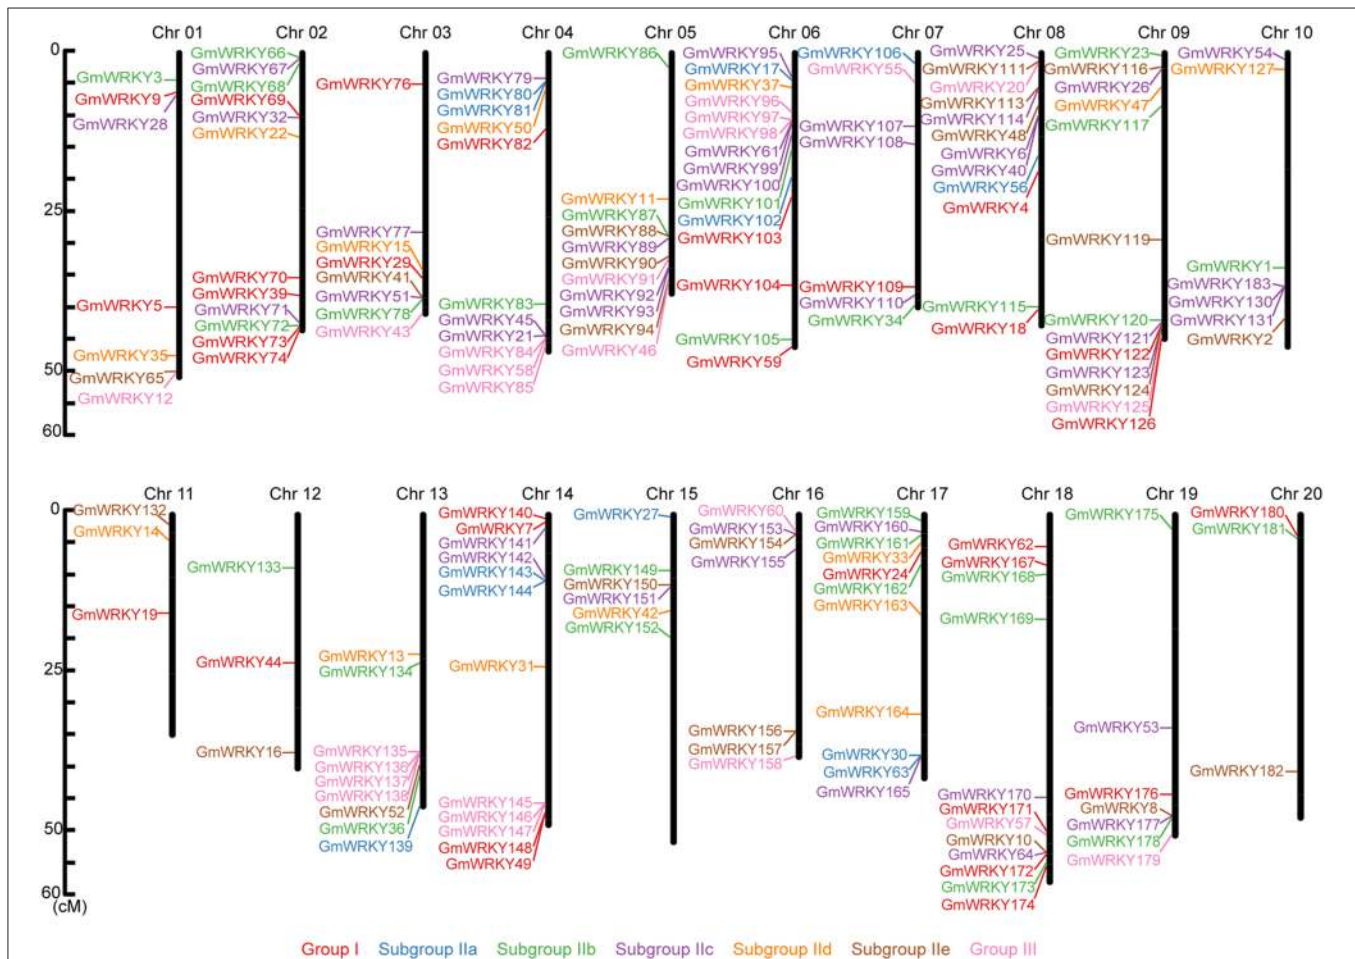 Chr 01 Chr 02 Chr 03 Chr 04 Chr 05 Chr 06 Chr 07 Chr 08 Chr 09 Chr 10
0
25
50
60
GmWRKY3
GmWRKY9
GmWRKY28
GmWRKY5
GmWRKY35
GmWRKY65
GmWRKY12
GmWRKY66
GmWRKY67
GmWRKY68
GmWRKY69
GmWRKY32
GmWRKY22
GmWRKY70
GmWRKY39
GmWRKY71
GmWRKY72
GmWRKY73
GmWRKY74
GmWRKY76
GmWRKY77
GmWRKY15
GmWRKY29
GmWRKY41
GmWRKY51
GmWRKY78
GmWRKY43
GmWRKY79
GmWRKY80
GmWRKY81
GmWRKY50
GmWRKY82
GmWRKY83
GmWRKY45
GmWRKY21
GmWRKY84
GmWRKY58
GmWRKY85
GmWRKY86
GmWRKY11
GmWRKY87
GmWRKY88
GmWRKY89
GmWRKY90
GmWRKY91
GmWRKY92
GmWRKY93
GmWRKY94
GmWRKY46
GmWRKY95
GmWRKY17
GmWRKY37
GmWRKY96
GmWRKY97
GmWRKY98
GmWRKY61
GmWRKY99
GmWRKY100
GmWRKY101
GmWRKY102
GmWRKY103
GmWRKY104
GmWRKY105
GmWRKY59
GmWRKY106
GmWRKY55
GmWRKY107
GmWRKY108
GmWRKY109
GmWRKY110
GmWRKY34
GmWRKY25
GmWRKY111
GmWRKY20
GmWRKY113
GmWRKY114
GmWRKY48
GmWRKY6
GmWRKY40
GmWRKY56
GmWRKY4
GmWRKY115
GmWRKY18
GmWRKY23
GmWRKY116
GmWRKY26
GmWRKY47
GmWRKY117
GmWRKY119
GmWRKY120
GmWRKY121
GmWRKY122
GmWRKY123
GmWRKY124
GmWRKY125
GmWRKY126
GmWRKY54
GmWRKY127
GmWRKY1
GmWRKY183
GmWRKY130
GmWRKY131
GmWRKY2
Chr 11 Chr 12 Chr 13 Chr 14 Chr 15 Chr 16 Chr 17 Chr 18 Chr 19 Chr 20
0
25
50
60
(cM)
GmWRKY132
GmWRKY14
GmWRKY19
GmWRKY133
GmWRKY44
GmWRKY16
GmWRKY13
GmWRKY134
GmWRKY135
GmWRKY136
GmWRKY137
GmWRKY138
GmWRKY52
GmWRKY36
GmWRKY139
GmWRKY140
GmWRKY7
GmWRKY141
GmWRKY142
GmWRKY143
GmWRKY144
GmWRKY31
GmWRKY145
GmWRKY146
GmWRKY147
GmWRKY148
GmWRKY49
GmWRKY27
GmWRKY149
GmWRKY150
GmWRKY151
GmWRKY42
GmWRKY152
GmWRKY60
GmWRKY153
GmWRKY154
GmWRKY155
GmWRKY156
GmWRKY157
GmWRKY158
GmWRKY159
GmWRKY160
GmWRKY161
GmWRKY33
GmWRKY24
GmWRKY162
GmWRKY163
GmWRKY164
GmWRKY30
GmWRKY63
GmWRKY165
GmWRKY62
GmWRKY167
GmWRKY168
GmWRKY169
GmWRKY170
GmWRKY171
GmWRKY57
GmWRKY10
GmWRKY64
GmWRKY172
GmWRKY173
GmWRKY174
GmWRKY175
GmWRKY53
GmWRKY176
GmWRKY8
GmWRKY177
GmWRKY178
GmWRKY179
GmWRKY180
GmWRKY181
GmWRKY182
Group I Subgroup IIa Subgroup IIb Subgroup IIc Subgroup IId Subgroup IIe Group III